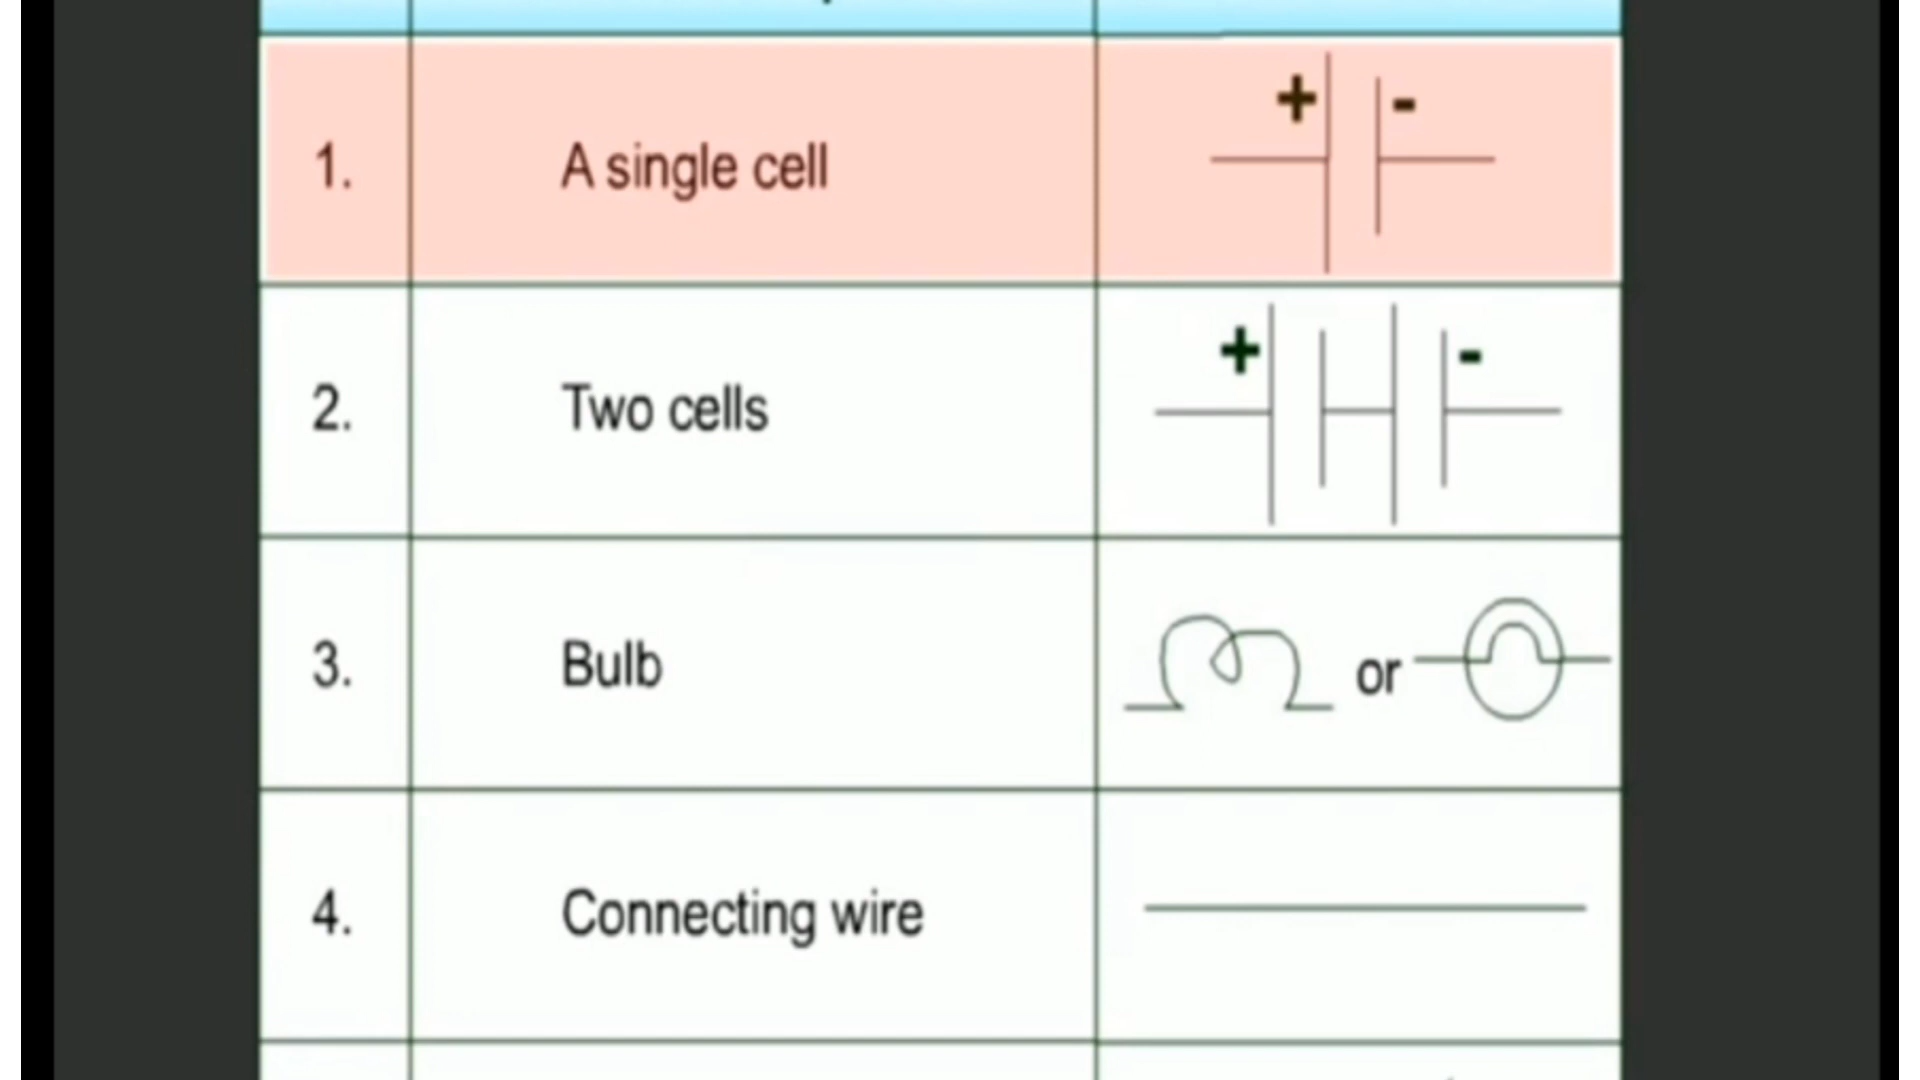 1. A single cell + -
2. Two cells + -
3. Bulb or
4. Connecting wire